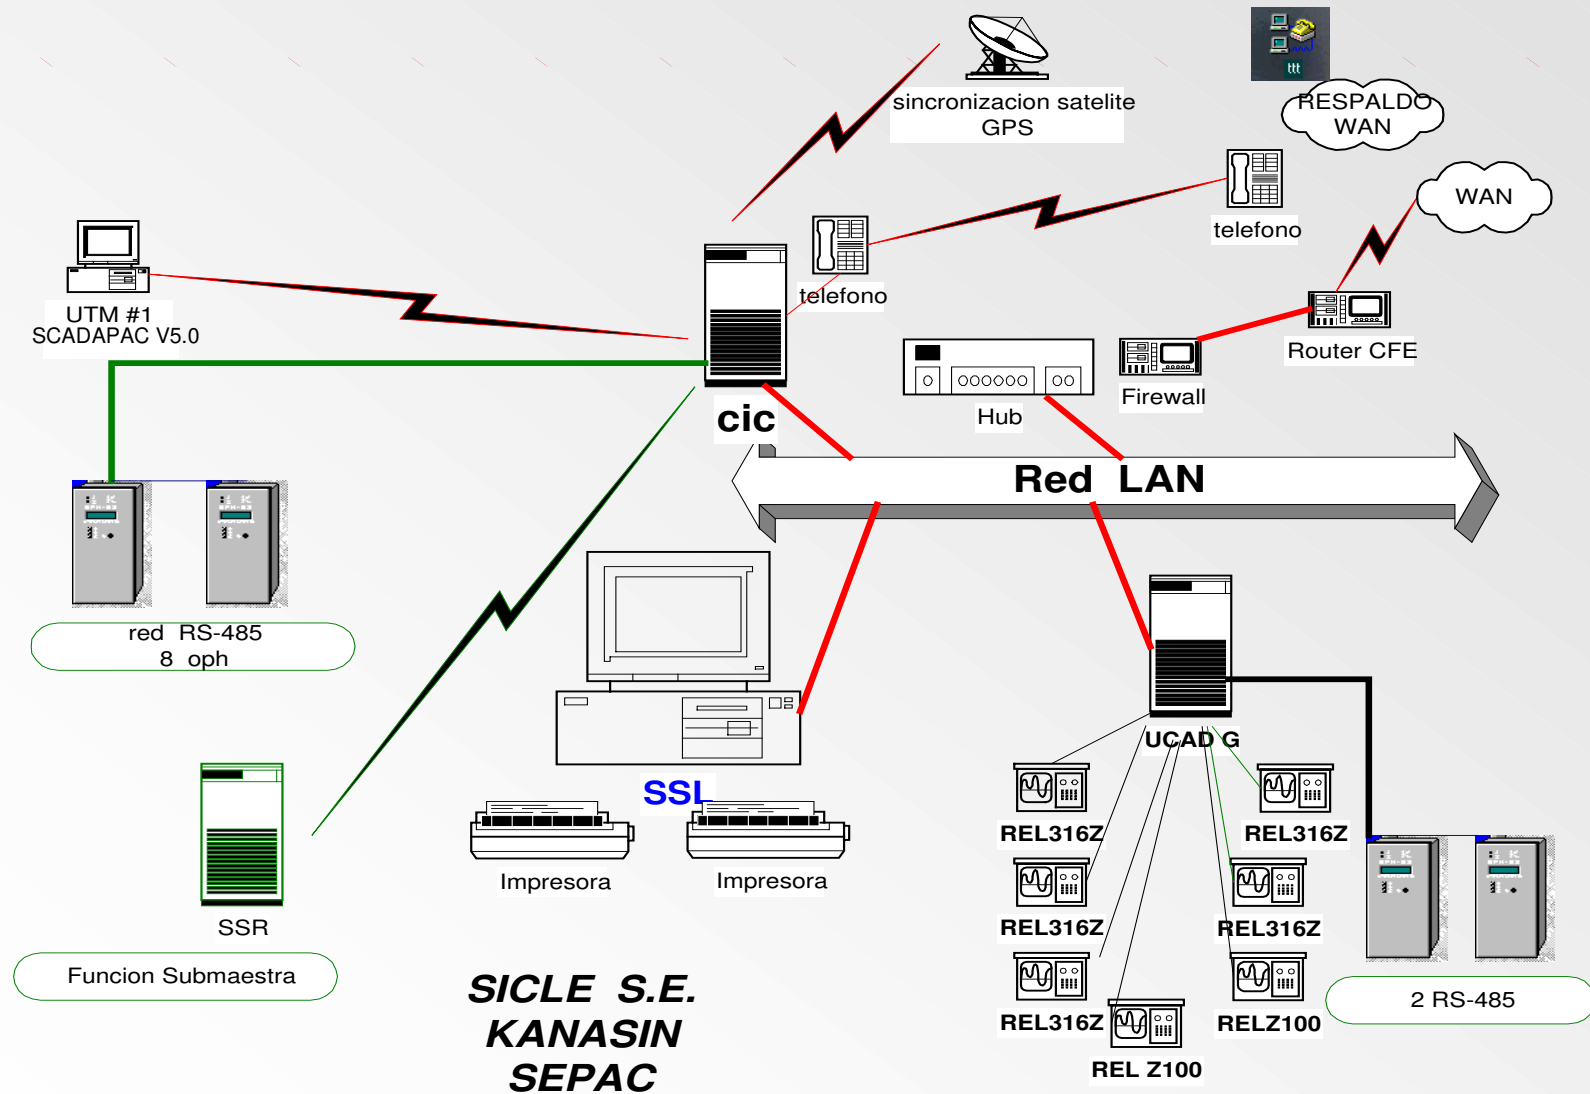 ttt
sincronizacion satelite
GPS
RESPALDO
WAN
WAN
telefono
telefono
UTM #1
SCADAPAC V5.0
Router CFE
Firewall
Hub
cic
Red LAN
red RS-485
8 oph
UCAD G
SSL
REL316Z
REL316Z
Impresora
Impresora
SSR
REL316Z
REL316Z
Funcion Submaestra
SICLE S.E.
KANASIN
SEPAC
REL316Z
RELZ100
2 RS-485
REL Z100